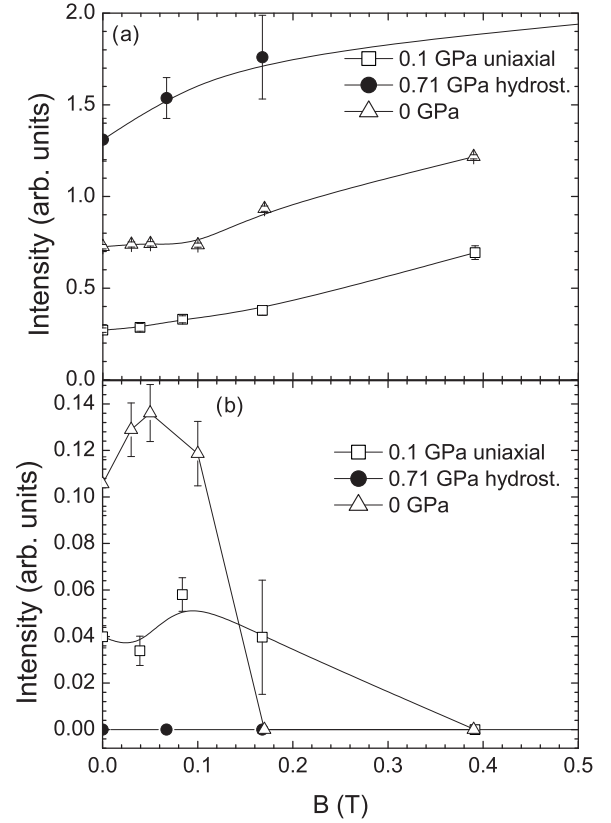 2.0
(a)
0.1 GPa uniaxial
0.71 GPa hydrost.
0 GPa
1.5
1.0
0.5
0.0
Intensity (arb. units)
0.14
(b)
0.12
0.1 GPa uniaxial
0.71 GPa hydrost.
0 GPa
0.10
0.08
0.06
0.04
0.02
0.00
Intensity (arb. units)
0.0 0.1 0.2 0.3 0.4 0.5
B (T)